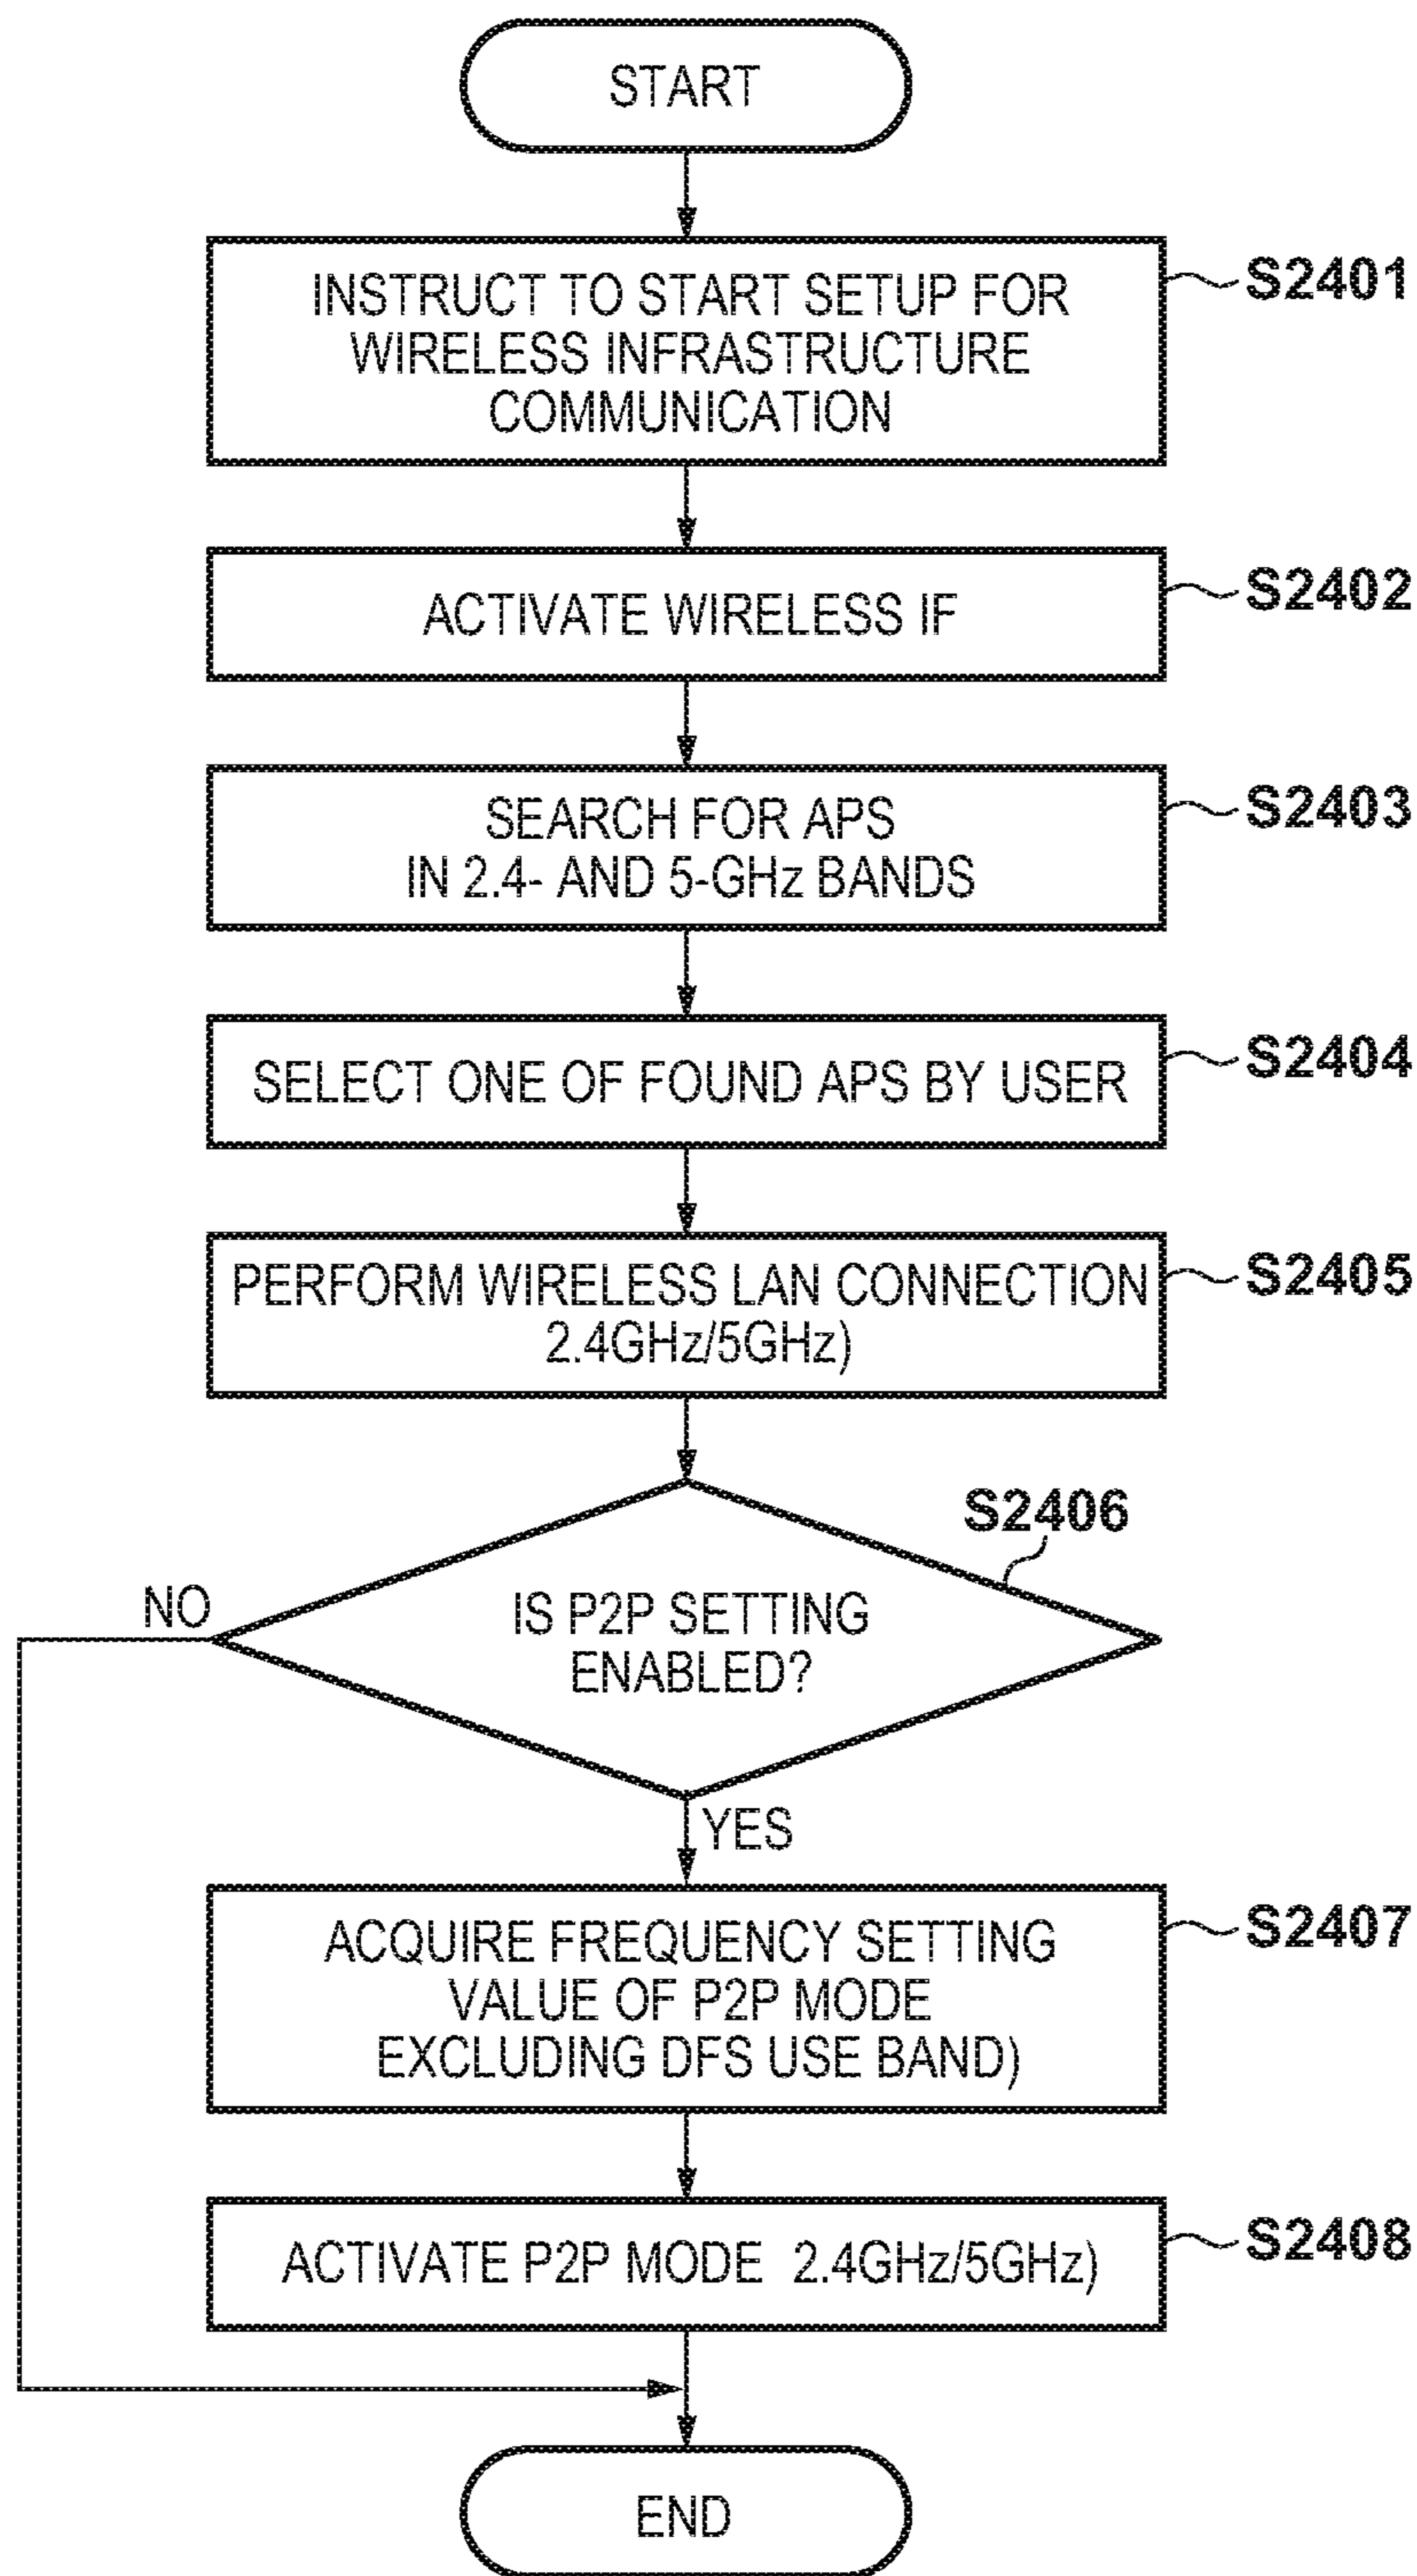 START
INSTRUCT TO START SETUP FOR
WIRELESS INFRASTRUCTURE
COMMUNICATION
S2401
ACTIVATE WIRELESS IF
S2402
SEARCH FOR APS
IN 2.4- AND 5-GHz BANDS
S2403
SELECT ONE OF FOUND APS BY USER
S2404
PERFORM WIRELESS LAN CONNECTION
2.4GHz/5GHz)
S2405
S2406
IS P2P SETTING
ENABLED?
NO
YES
ACQUIRE FREQUENCY SETTING
VALUE OF P2P MODE
EXCLUDING DFS USE BAND)
S2407
ACTIVATE P2P MODE 2.4GHz/5GHz)
S2408
END